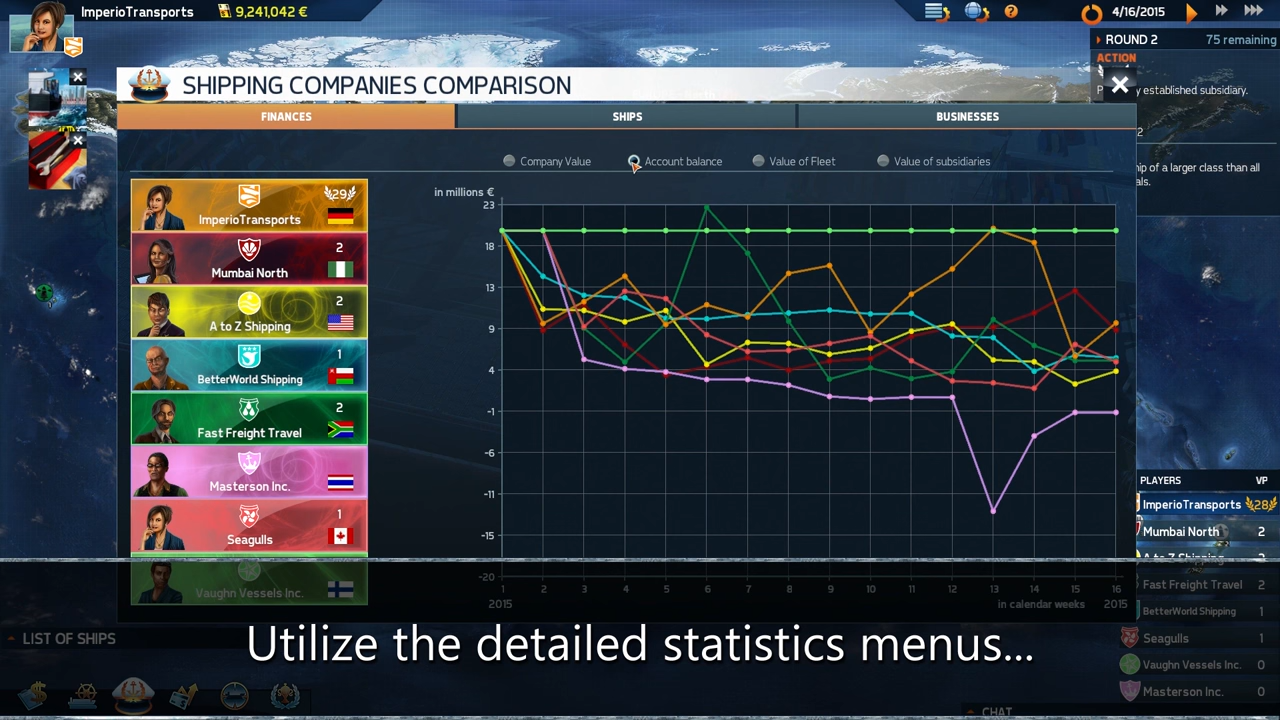 ImperioTransports
9,241,042 €
4/16/2015
ROUND 2
75 remaining
ACTION
y established subsidiary.
2
ip of a larger class than all
als.
SHIPPING COMPANIES COMPARISON
FINANCES
SHIPS
BUSINESSES
Company Value
Account balance
Value of Fleet
Value of subsidiaries
in millions €
29
ImperioTransports
2
Mumbai North
2
A to Z Shipping
1
BetterWorld Shipping
2
Fast Freight Travel
Masterson Inc.
1
Seagulls
Vaughn Vessels Inc.
23
18
13
9
4
-1
-6
-11
-15
-20
1 2 3 4 5 6 7 8 9 10 11 12 13 14 15 16
2015
in calendar weeks
2015
PLAYERS
VP
ImperioTransports 28
Mumbai North 2
A to Z Shipping 2
Fast Freight Travel 2
BetterWorld Shipping 1
Seagulls 1
Vaughn Vessels Inc. 0
Masterson Inc. 0
CHAT
LIST OF SHIPS
Utilize the detailed statistics menus...